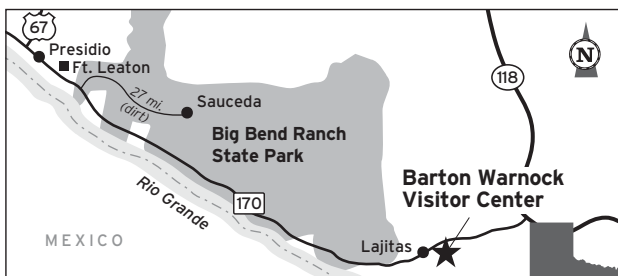 67
Presidio
Ft. Leaton
27 mi.
(dirt)
Sauceda
118
N
Big Bend Ranch
State Park
Barton Warnock
Visitor Center
Rio Grande
170
MEXICO
Lajitas